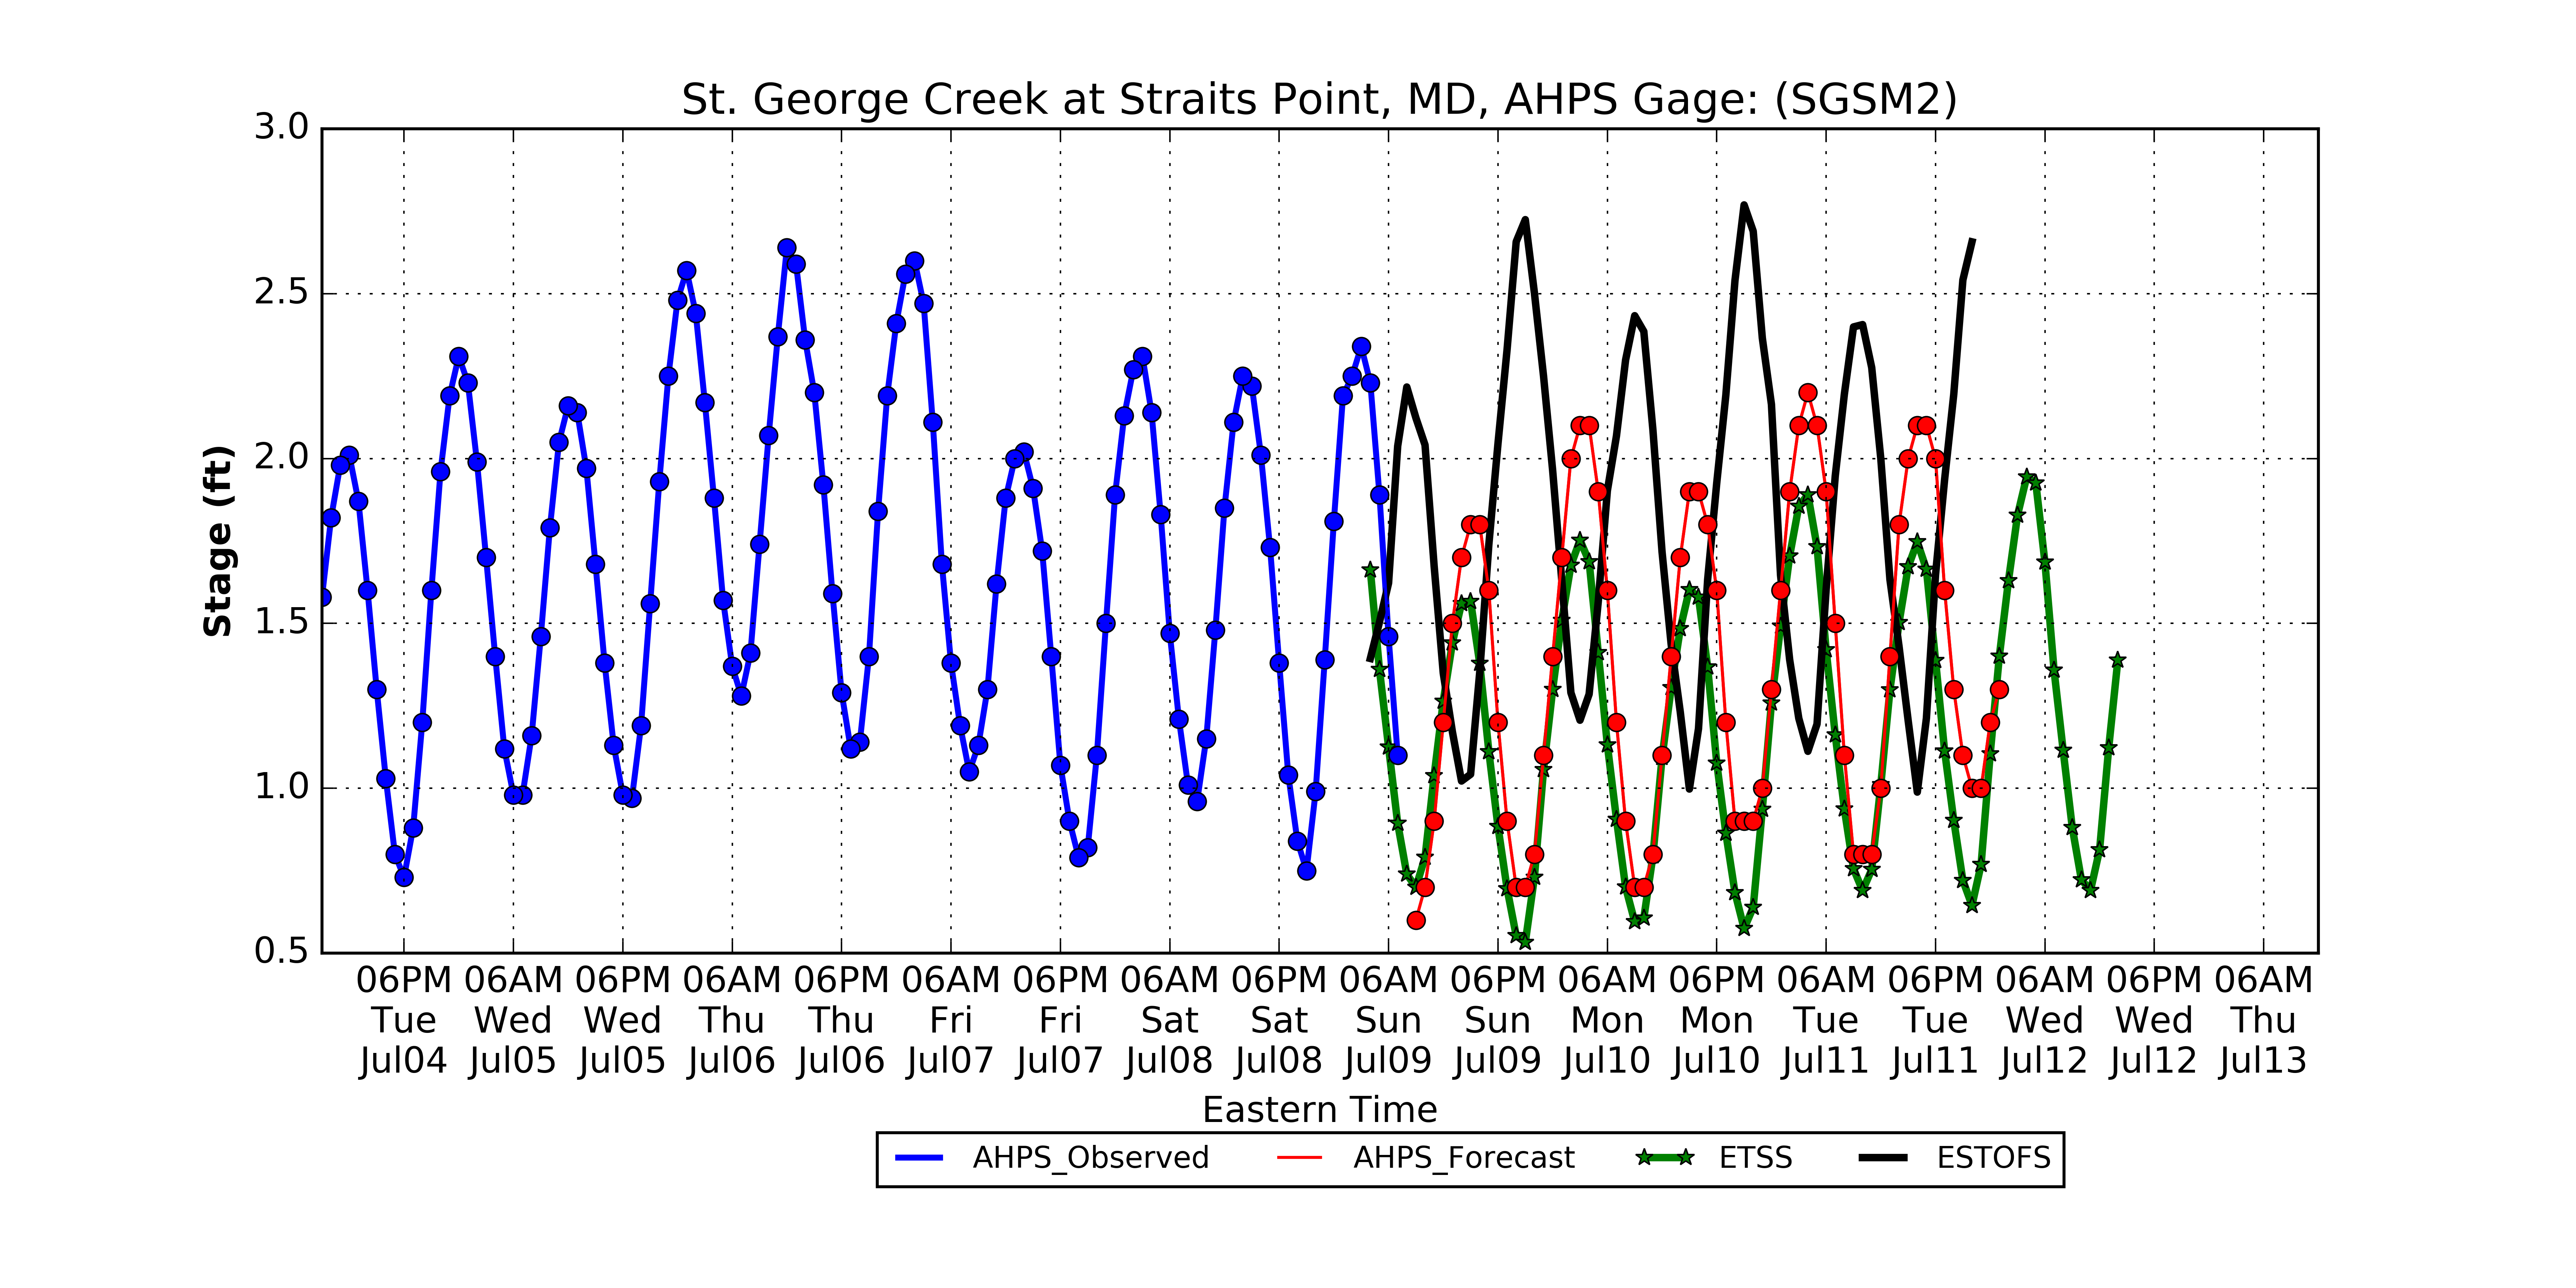 St. George Creek at Straits Point, MD, AHPS Gage: (SGSM2)
3.0
2.5
2.0
1.5
1.0
0.5
Stage (ft)
06PM 06AM 06PM 06AM 06PM 06AM 06PM 06AM 06PM 06AM 06PM 06AM 06PM 06AM 06PM 06AM 06PM 06AM
Tue Wed Wed Thu Thu Fri Fri Sat Sat Sun Sun Mon Mon Tue Tue Wed Wed Thu
Jul04 Jul05 Jul05 Jul06 Jul06 Jul07 Jul07 Jul08 Jul08 Jul09 Jul09 Jul10 Jul10 Jul11 Jul11 Jul12 Jul12 Jul13
Eastern Time
AHPS_Observed AHPS_Forecast ETSS ESTOFS